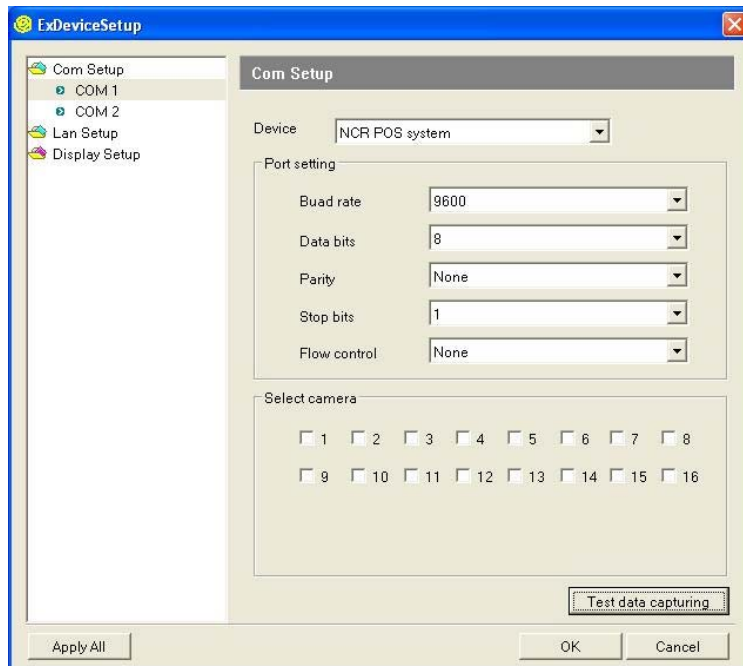 ExDeviceSetup
Com Setup
COM 1
COM 2
Lan Setup
Display Setup
Com Setup
Device NCR POS system
Port setting
Buad rate 9600
Data bits 8
Parity None
Stop bits 1
Flow control None
Select camera
1 2 3 4 5 6 7 8
9 10 11 12 13 14 15 16
Test data capturing
Apply All OK Cancel